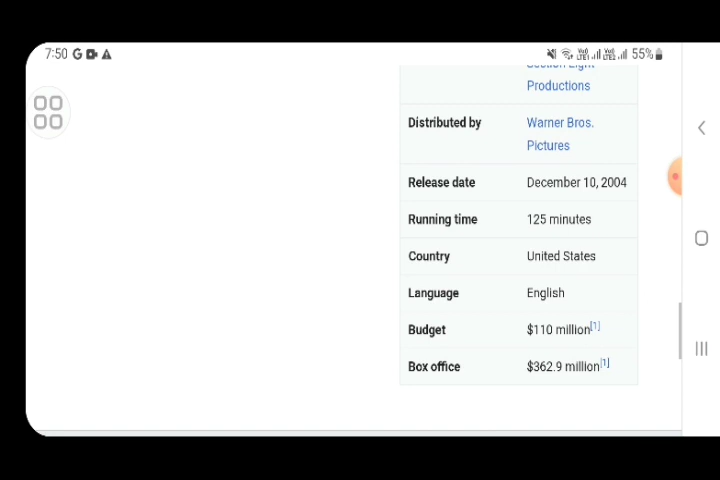 7:50 G 55%
Productions
Distributed by Warner Bros.
Pictures
Release date December 10, 2004
Running time 125 minutes
Country United States
Language English
Budget $110 million[1]
Box office $362.9 million[1]